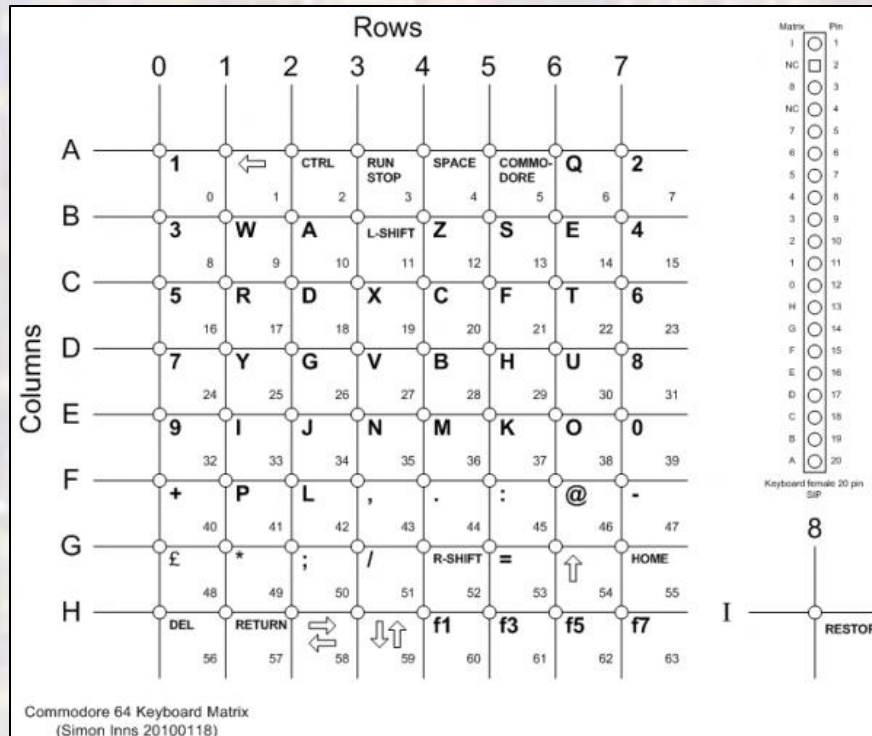 Rows
0 1 2 3 4 5 6 7
Columns
A
1 ⇦ CTRL RUN STOP SPACE COMMO-DORE Q 2
0 1 2 3 4 5 6 7
B
3 W A L-SHIFT Z S E 4
8 9 10 11 12 13 14 15
C
5 R D X C F T 6
16 17 18 19 20 21 22 23
D
7 Y G V B H U 8
24 25 26 27 28 29 30 31
E
9 I J N M K O 0
32 33 34 35 36 37 38 39
F
+ P L , . : @ -
40 41 42 43 44 45 46 47
G
£ * ; / R-SHIFT = ⇧ HOME
48 49 50 51 52 53 54 55
H
DEL RETURN ⇨⇦ ⇩⇧ f1 f3 f5 f7
56 57 58 59 60 61 62 63
Matrix Pin
I 1
NC 2
8 3
NC 4
7 5
6 6
5 7
4 8
3 9
2 10
1 11
0 12
H 13
G 14
F 15
E 16
D 17
C 18
B 19
A 20
Keyboard female 20 pin
SIP
8
I
RESTOR
Commodore 64 Keyboard Matrix
(Simon Inns 20100118)